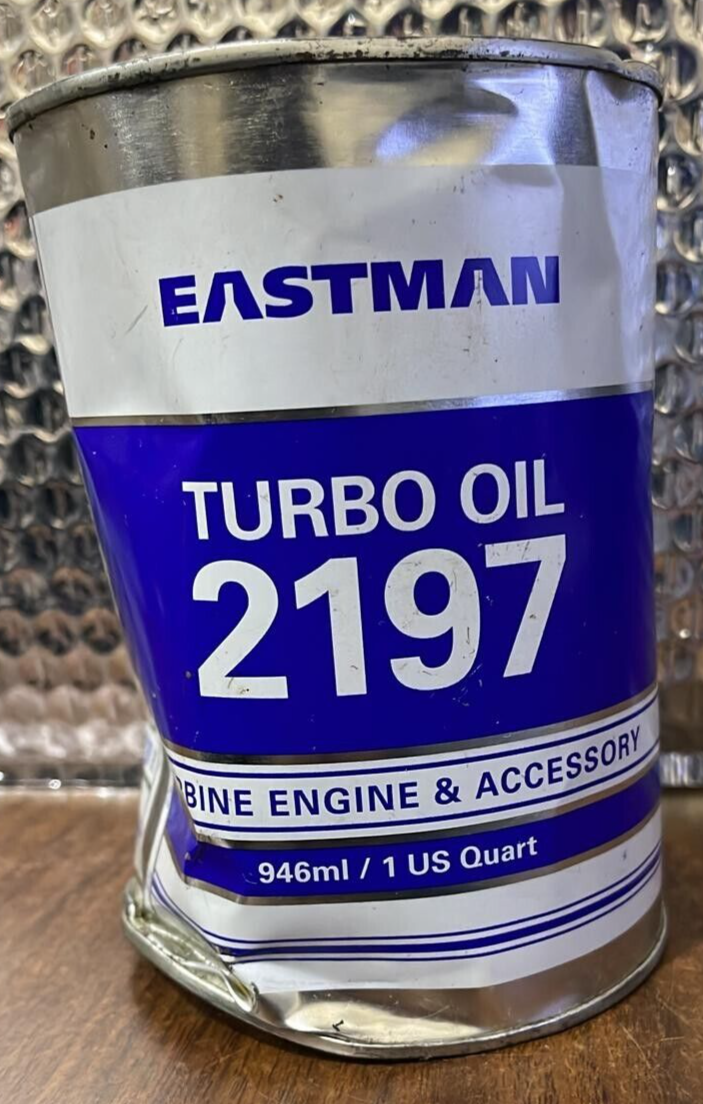 EASTMAN
TURBO OIL
2197
BINE ENGINE & ACCESSORY
946ml / 1 US Quart